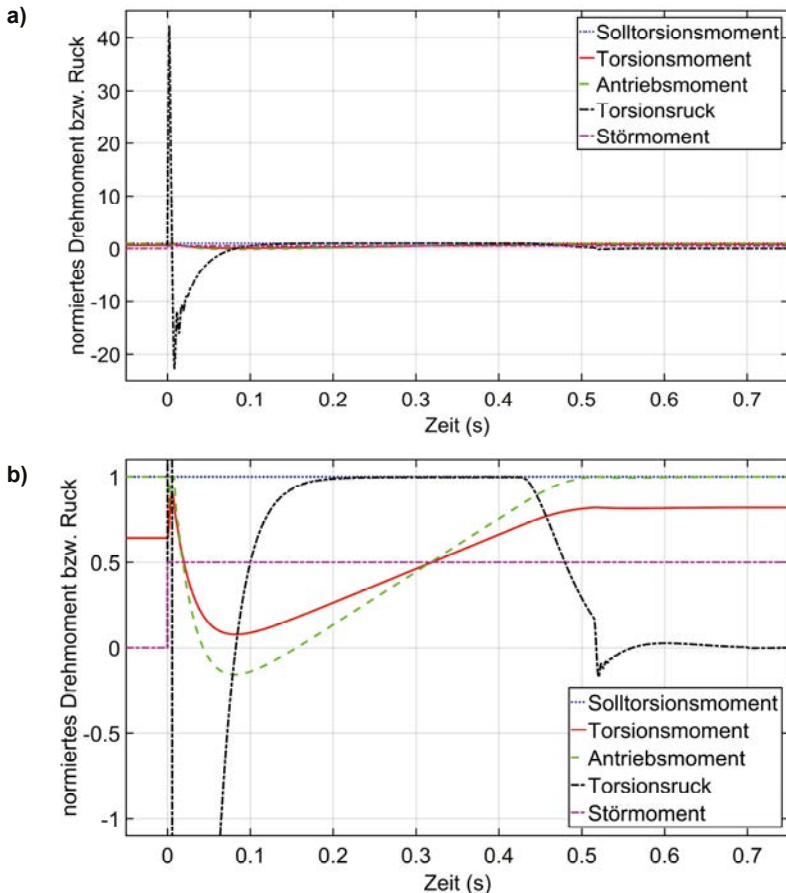 a)
normiertes Drehmoment bzw. Ruck
40
30
20
10
0
-10
-20
0
0.1
0.2
0.3
0.4
0.5
0.6
0.7
Zeit (s)
Solltorsionsmoment
Torsionsmoment
Antriebsmoment
Torsionsruck
Störmoment
b)
normiertes Drehmoment bzw. Ruck
1
0.5
0
-0.5
-1
0
0.1
0.2
0.3
0.4
0.5
0.6
0.7
Zeit (s)
Solltorsionsmoment
Torsionsmoment
Antriebsmoment
Torsionsruck
Störmoment